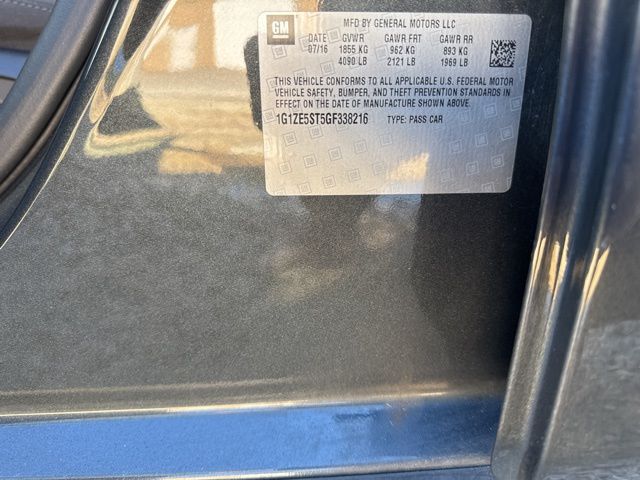 GM
MFD BY GENERAL MOTORS LLC
DATE GVWR GAWR FRT GAWR RR
07/16 1855 KG 962 KG 893 KG
4090 LB 2121 LB 1969 LB
THIS VEHICLE CONFORMS TO ALL APPLICABLE U.S. FEDERAL MOTOR
VEHICLE SAFETY, BUMPER, AND THEFT PREVENTION STANDARDS IN
EFFECT ON THE DATE OF MANUFACTURE SHOWN ABOVE.
1G1ZE5ST5GF338216 TYPE: PASS CAR